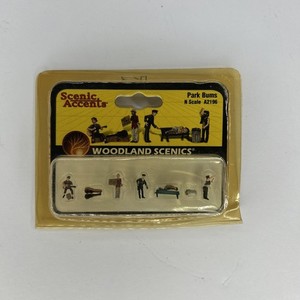 Scenic
Accents®
Park Bums
N Scale A2196
WOODLAND SCENICS®